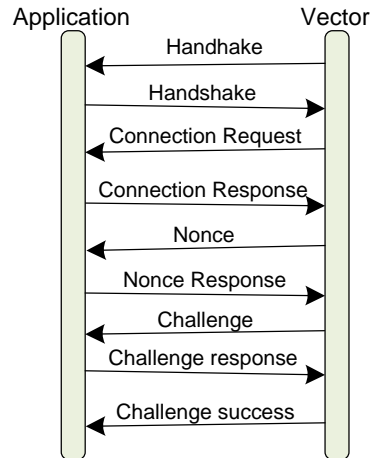 Application Vector
Handhake
Handshake
Connection Request
Connection Response
Nonce
Nonce Response
Challenge
Challenge response
Challenge success